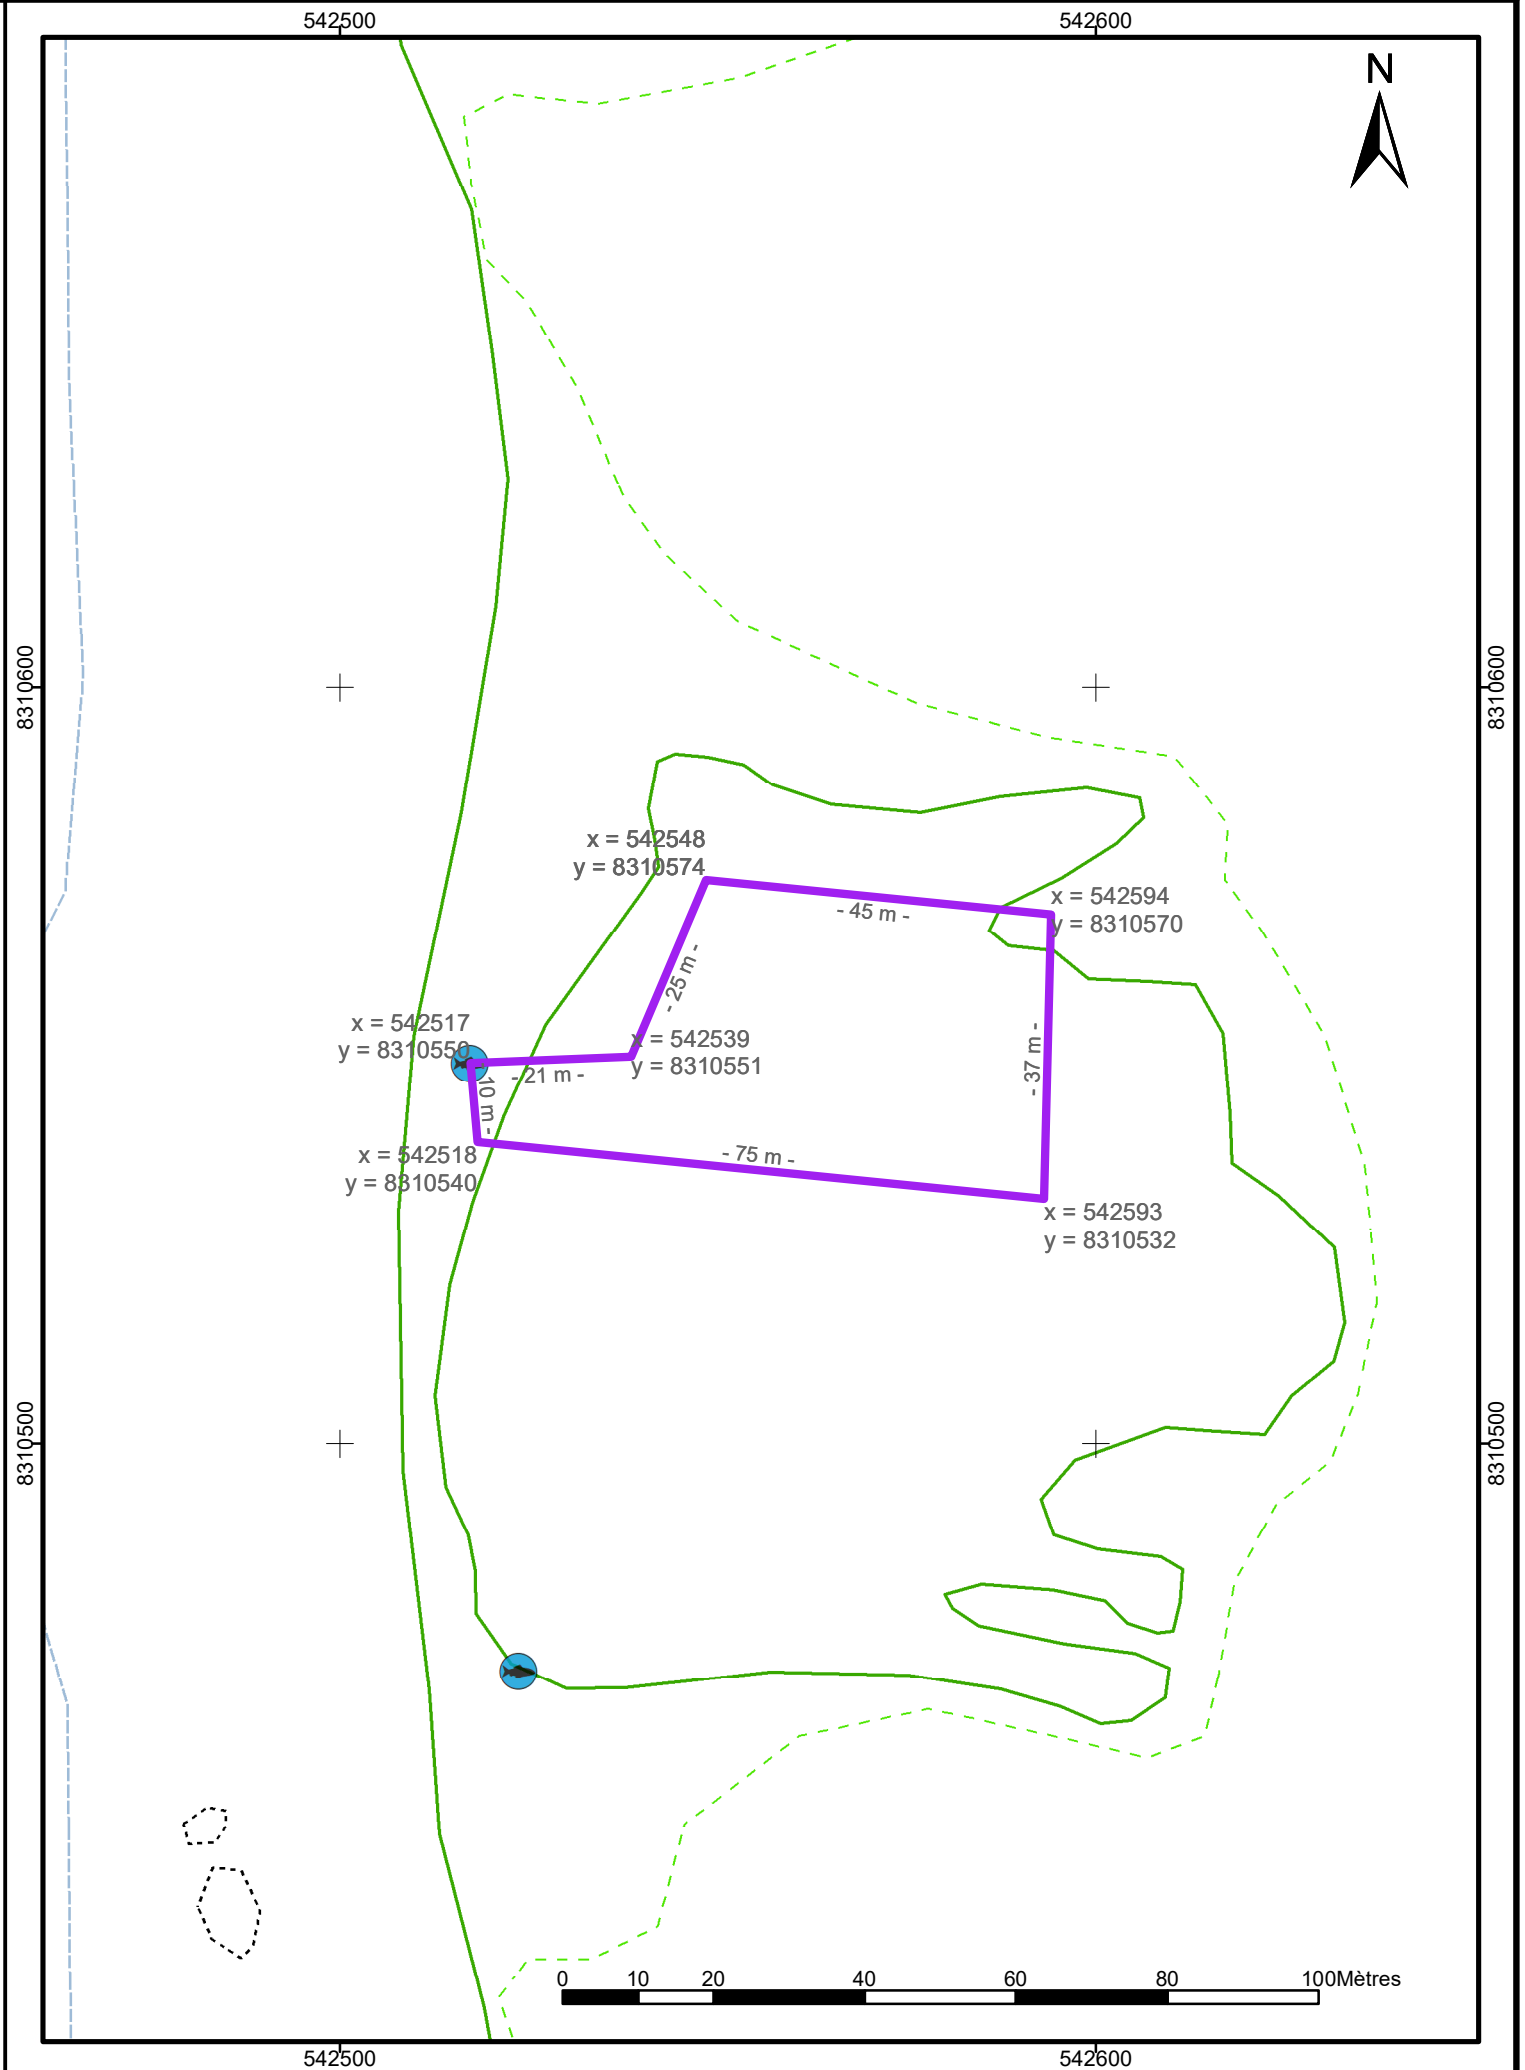 542500
542600
N
8310600
8310600
x = 542548
y = 8310574
x = 542594
y = 8310570
- 45 m -
- 25 m -
x = 542517
y = 8310550
x = 542539
y = 8310551
- 21 m -
- 37 m -
10 m -
x = 542518
y = 8310540
- 75 m -
x = 542593
y = 8310532
8310500
8310500
0 10 20 40 60 80 100Mètres
542500
542600